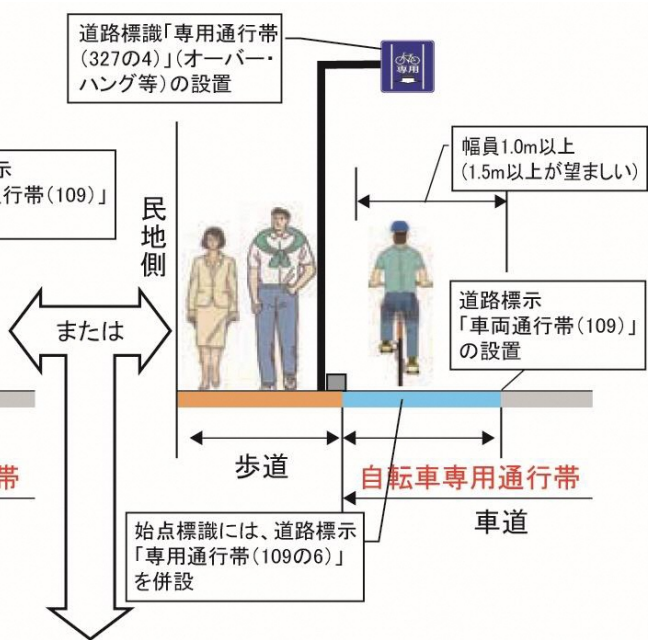 道路標識「専用通行帯
(327の4)」(オーバー・
ハング等)の設置
専用
幅員1.0m以上
(1.5m以上が望ましい)
示
行帯(109)」
民地側
または
道路標示
「車両通行帯(109)」
の設置
歩道
自転車専用通行帯
帯
車道
始点標識には、道路標示
「専用通行帯(109の6)」
を併設